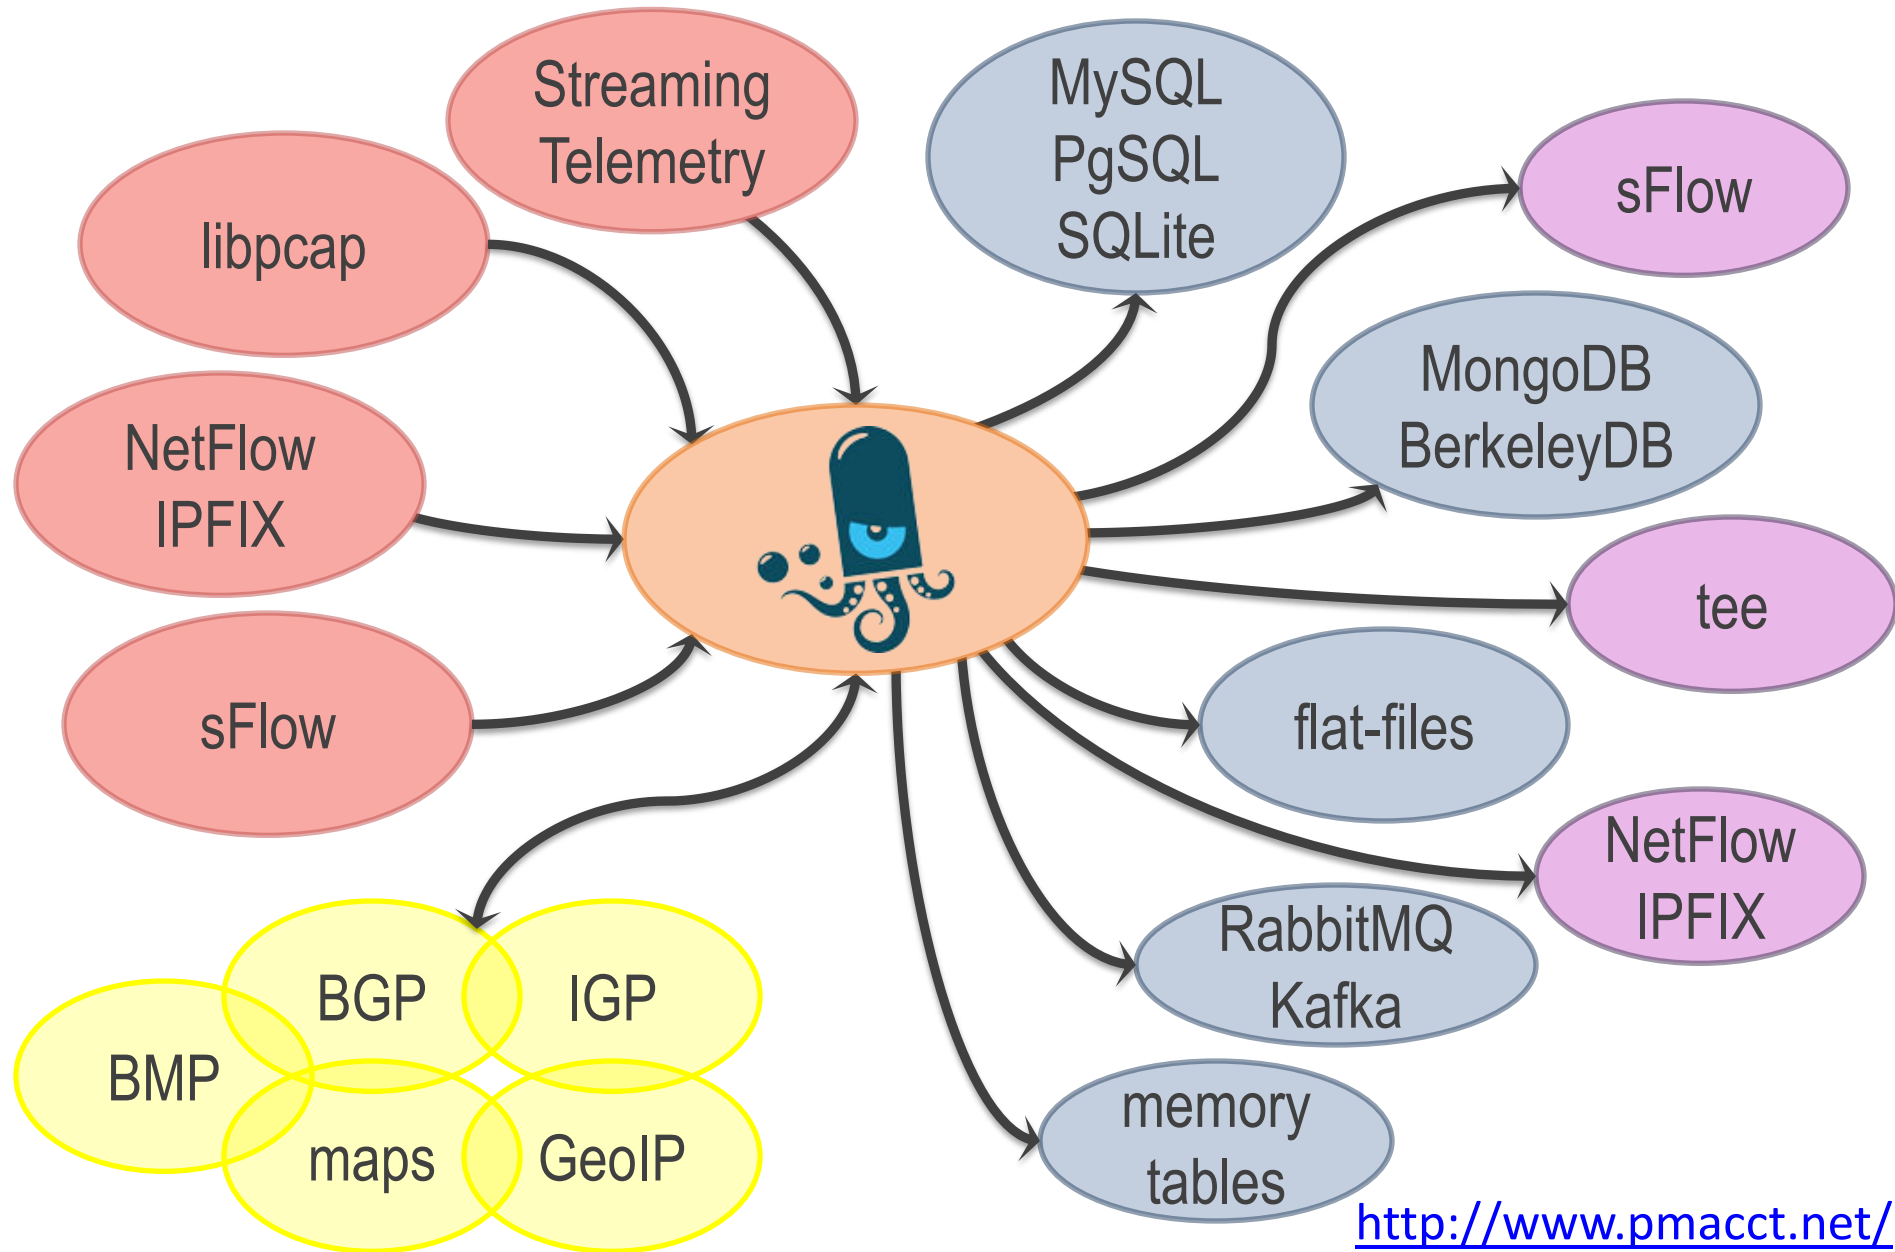 Streaming
Telemetry
MySQL
PgSQL
SQLite
sFlow
libpcap
MongoDB
BerkeleyDB
NetFlow
IPFIX
tee
sFlow
flat-files
NetFlow
IPFIX
RabbitMQ
Kafka
BGP
IGP
BMP
maps
GeoIP
memory
tables
http://www.pmacct.net/